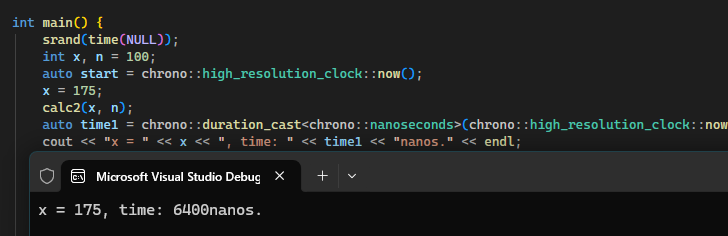 int main() {
srand(time(NULL));
int x, n = 100;
auto start = chrono::high_resolution_clock::now();
x = 175;
calc2(x, n);
auto time1 = chrono::duration_cast<chrono::nanoseconds>(chrono::high_resolution_clock::now
cout << "x = " << x << ", time: " << time1 << "nanos." << endl;
Microsoft Visual Studio Debug
x = 175, time: 6400nanos.